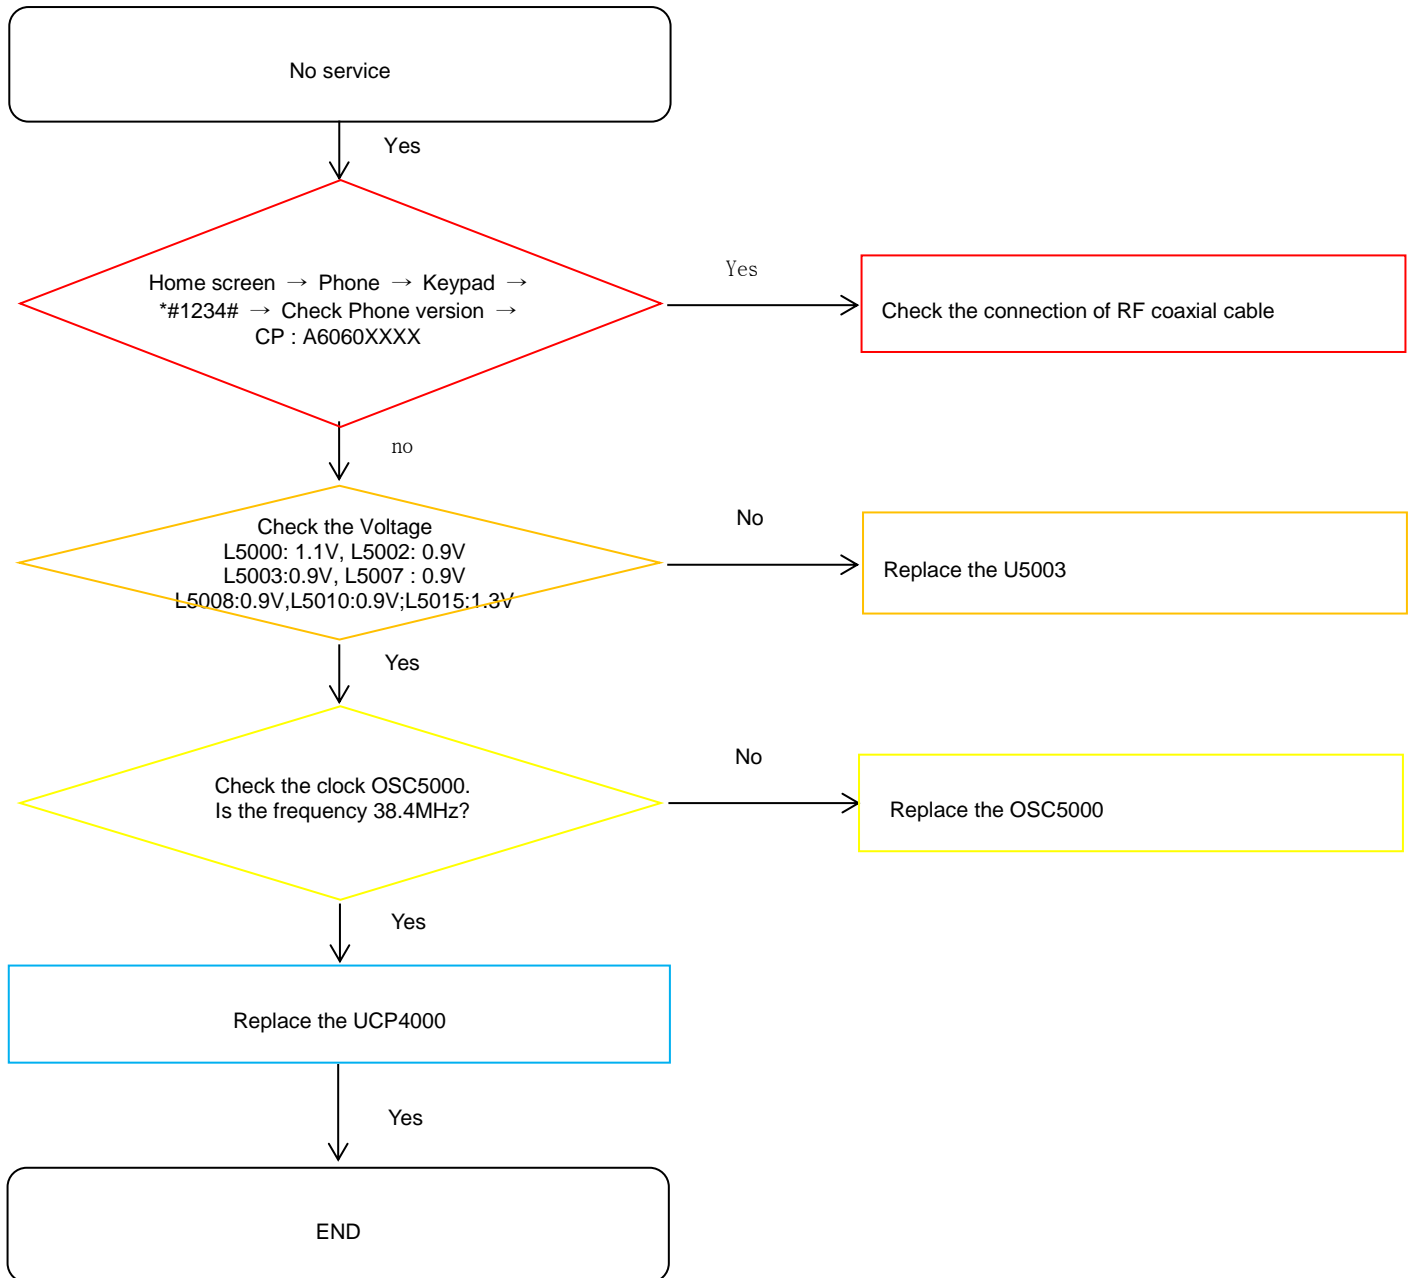 No service
Yes
Home screen → Phone → Keypad →
*#1234# → Check Phone version →
CP : A6060XXXX
Yes
Check the connection of RF coaxial cable
no
Check the Voltage
L5000: 1.1V, L5002: 0.9V
L5003:0.9V, L5007 : 0.9V
L5008:0.9V,L5010:0.9V;L5015:1.3V
No
Replace the U5003
Yes
Check the clock OSC5000.
Is the frequency 38.4MHz?
No
Replace the OSC5000
Yes
Replace the UCP4000
Yes
END